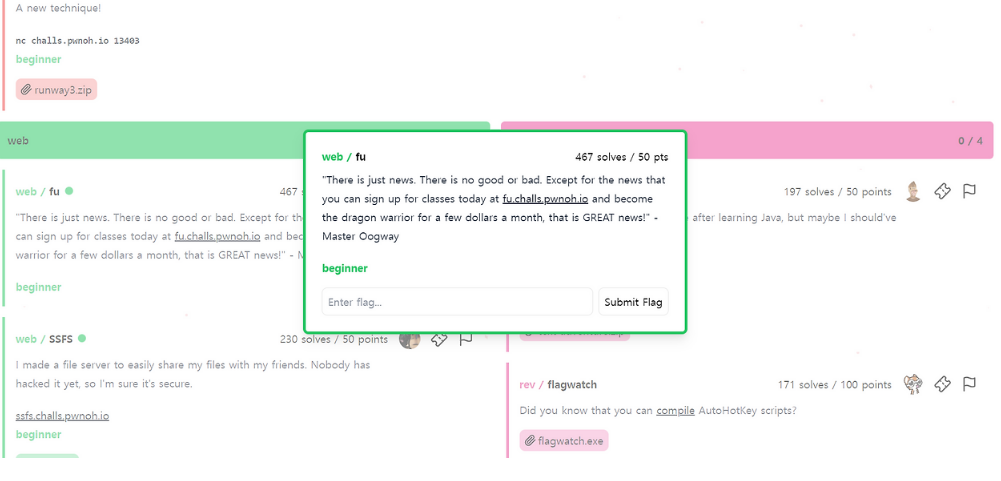 A new technique!
nc challs.pwnoh.io 13403
beginner
runway3.zip
web
0 / 4
web / fu
467 solves / 50 pts
"There is just news. There is no good or bad. Except for the news that
you can sign up for classes today at fu.challs.pwnoh.io and become
the dragon warrior for a few dollars a month, that is GREAT news!" -
Master Oogway
beginner
Enter flag...
Submit Flag
web / fu
467
"There is just news. There is no good or bad. Except for th
can sign up for classes today at fu.challs.pwnoh.io and bec
warrior for a few dollars a month, that is GREAT news!" - M
beginner
197 solves / 50 points
after learning Java, but maybe I should've
web / SSFS
230 solves / 50 points
I made a file server to easily share my files with my friends. Nobody has
hacked it yet, so I'm sure it's secure.
ssfs.challs.pwnoh.io
beginner
rev / flagwatch
171 solves / 100 points
Did you know that you can compile AutoHotKey scripts?
flagwatch.exe